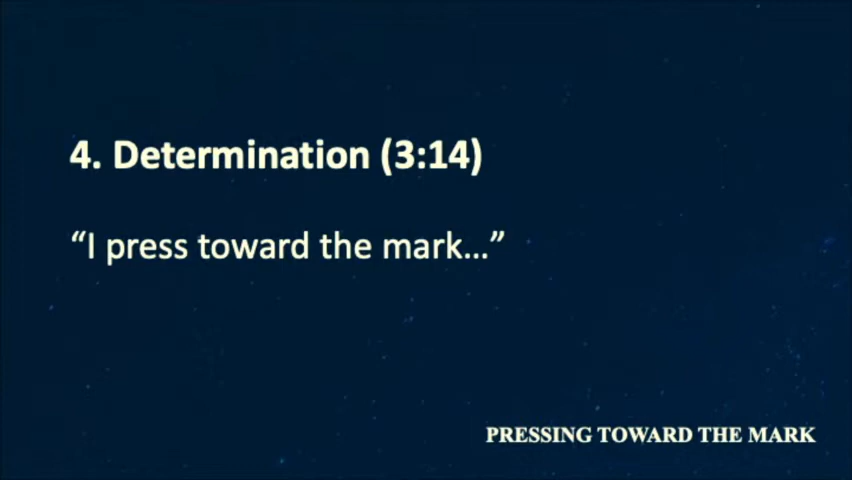 4. Determination (3:14)
“I press toward the mark...”
PRESSING TOWARD THE MARK